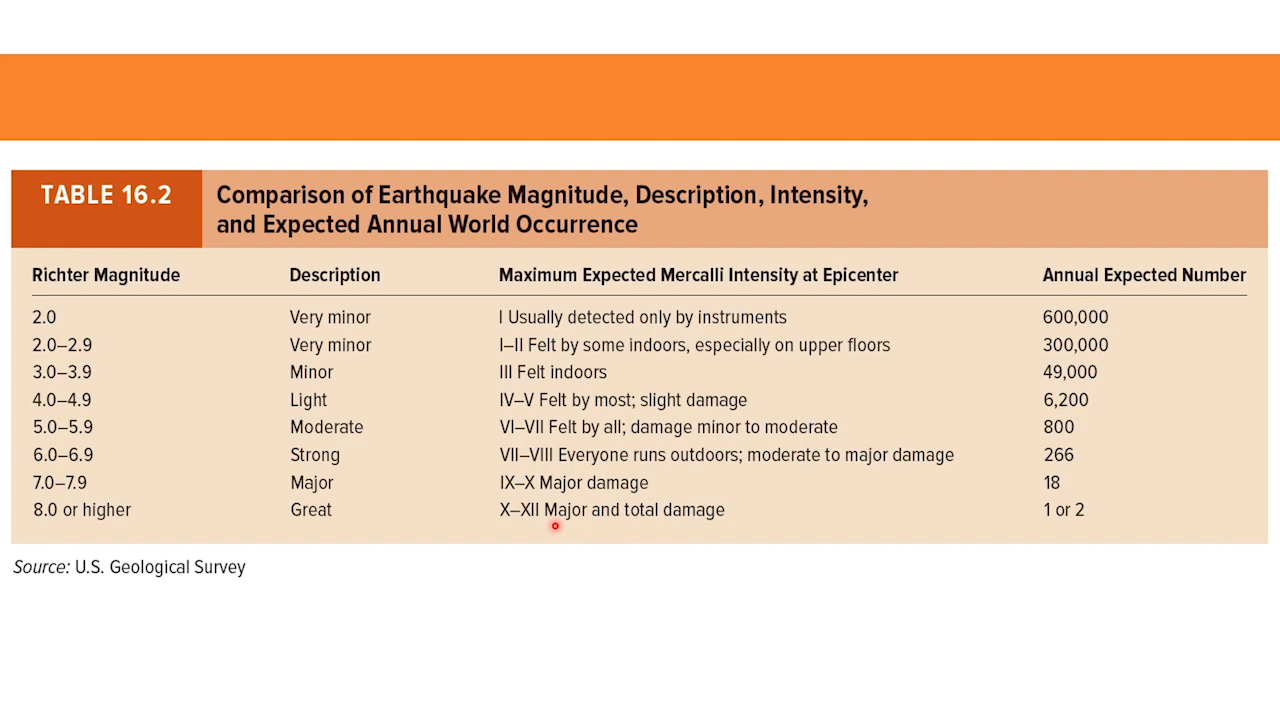 TABLE 16.2
Comparison of Earthquake Magnitude, Description, Intensity,
and Expected Annual World Occurrence
Richter Magnitude Description Maximum Expected Mercalli Intensity at Epicenter Annual Expected Number
2.0 Very minor I Usually detected only by instruments 600,000
2.0–2.9 Very minor I–II Felt by some indoors, especially on upper floors 300,000
3.0–3.9 Minor III Felt indoors 49,000
4.0–4.9 Light IV–V Felt by most; slight damage 6,200
5.0–5.9 Moderate VI–VII Felt by all; damage minor to moderate 800
6.0–6.9 Strong VII–VIII Everyone runs outdoors; moderate to major damage 266
7.0–7.9 Major IX–X Major damage 18
8.0 or higher Great X–XII Major and total damage 1 or 2
Source: U.S. Geological Survey